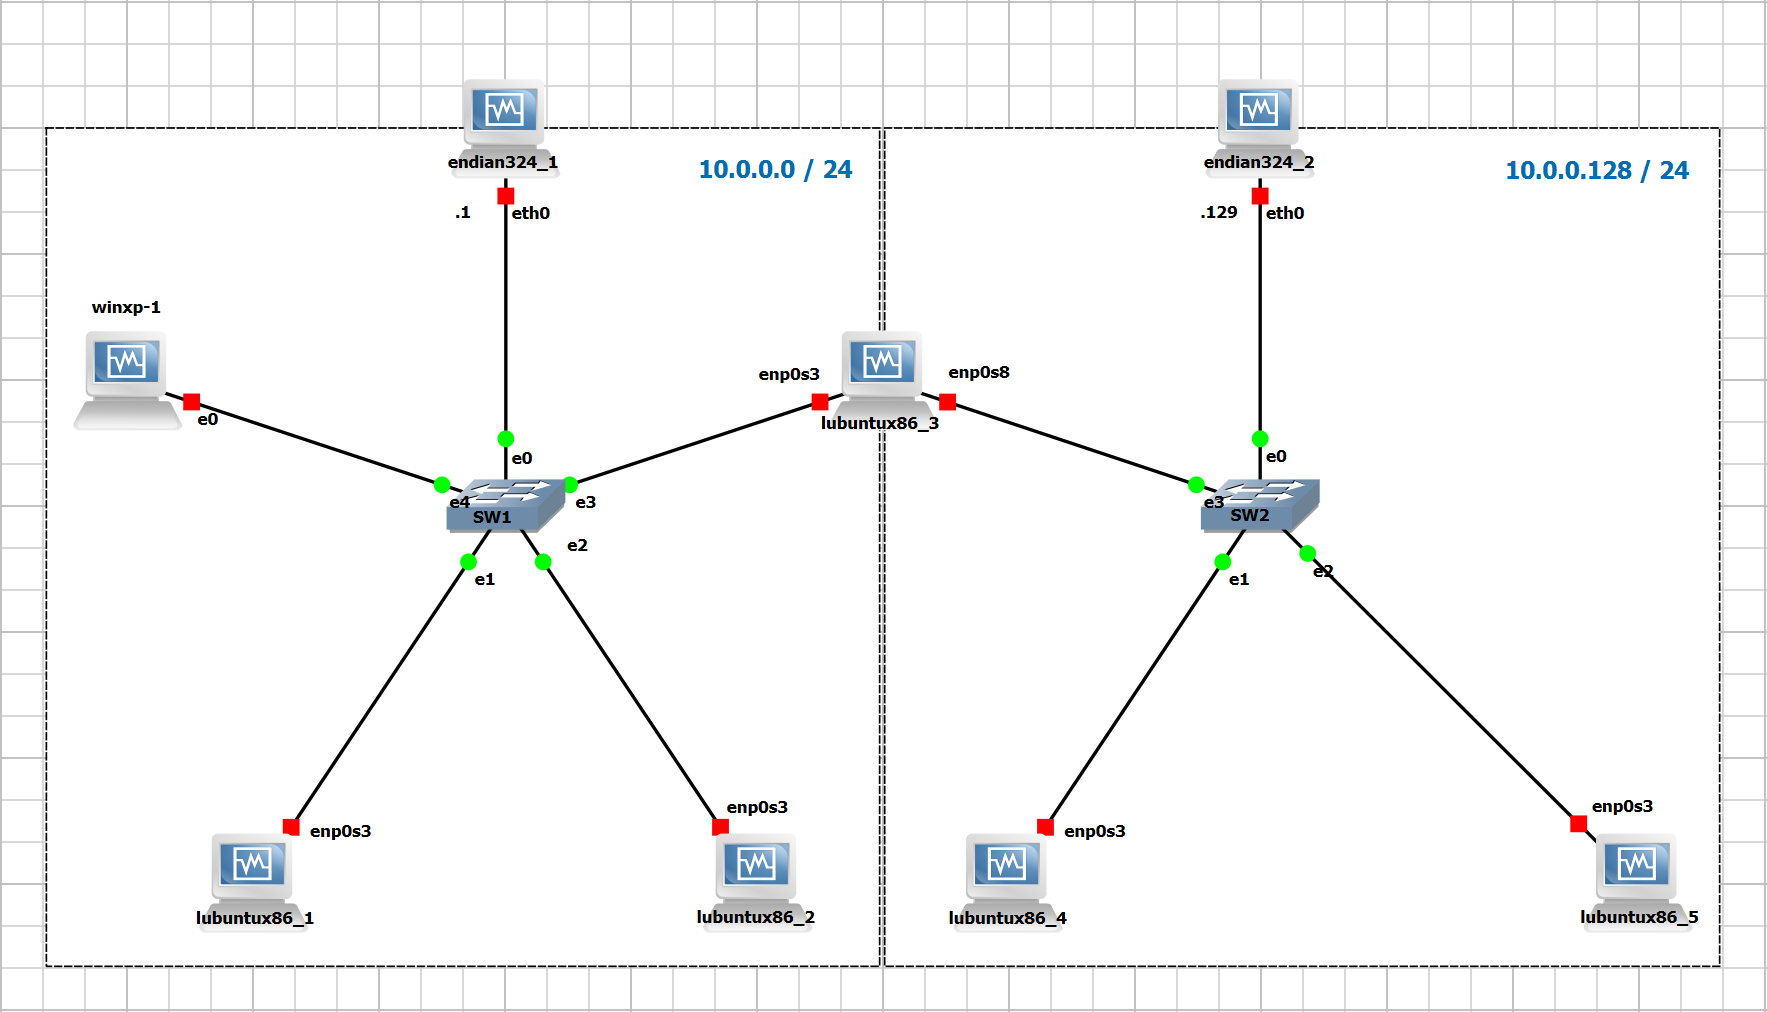 endian324_1
10.0.0.0 / 24
.1
eth0
winxp-1
e0
enp0s3
lubuntux86_3
enp0s8
e0
e4
e3
SW1
e2
e1
enp0s3
lubuntux86_1
enp0s3
lubuntux86_2
endian324_2
10.0.0.128 / 24
.129
eth0
e0
e3
SW2
e2
e1
enp0s3
lubuntux86_4
enp0s3
lubuntux86_5